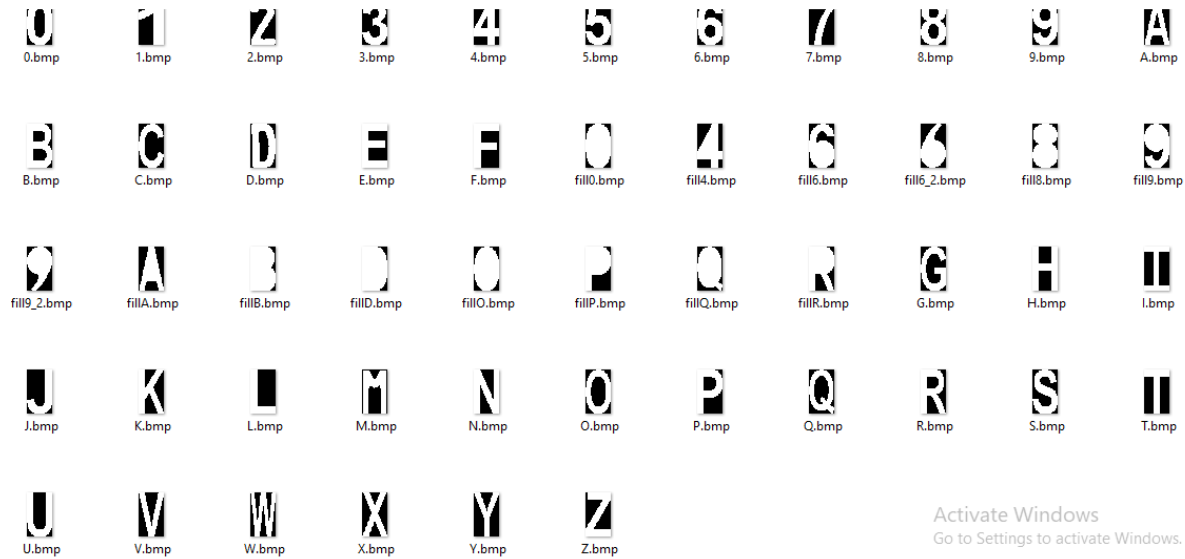 0 1 2 3 4 5 6 7 8 9 A
0.bmp 1.bmp 2.bmp 3.bmp 4.bmp 5.bmp 6.bmp 7.bmp 8.bmp 9.bmp A.bmp
B C D E F 0 4 6 6 8 9
B.bmp C.bmp D.bmp E.bmp F.bmp fill0.bmp fill4.bmp fill6.bmp fill6_2.bmp fill8.bmp fill9.bmp
9 A B D O P Q R G H I
fill9_2.bmp fillA.bmp fillB.bmp fillD.bmp fillO.bmp fillP.bmp fillQ.bmp fillR.bmp G.bmp H.bmp I.bmp
J K L M N O P Q R S T
J.bmp K.bmp L.bmp M.bmp N.bmp O.bmp P.bmp Q.bmp R.bmp S.bmp T.bmp
U V W X Y Z
U.bmp V.bmp W.bmp X.bmp Y.bmp Z.bmp
Activate Windows
Go to Settings to activate Windows.